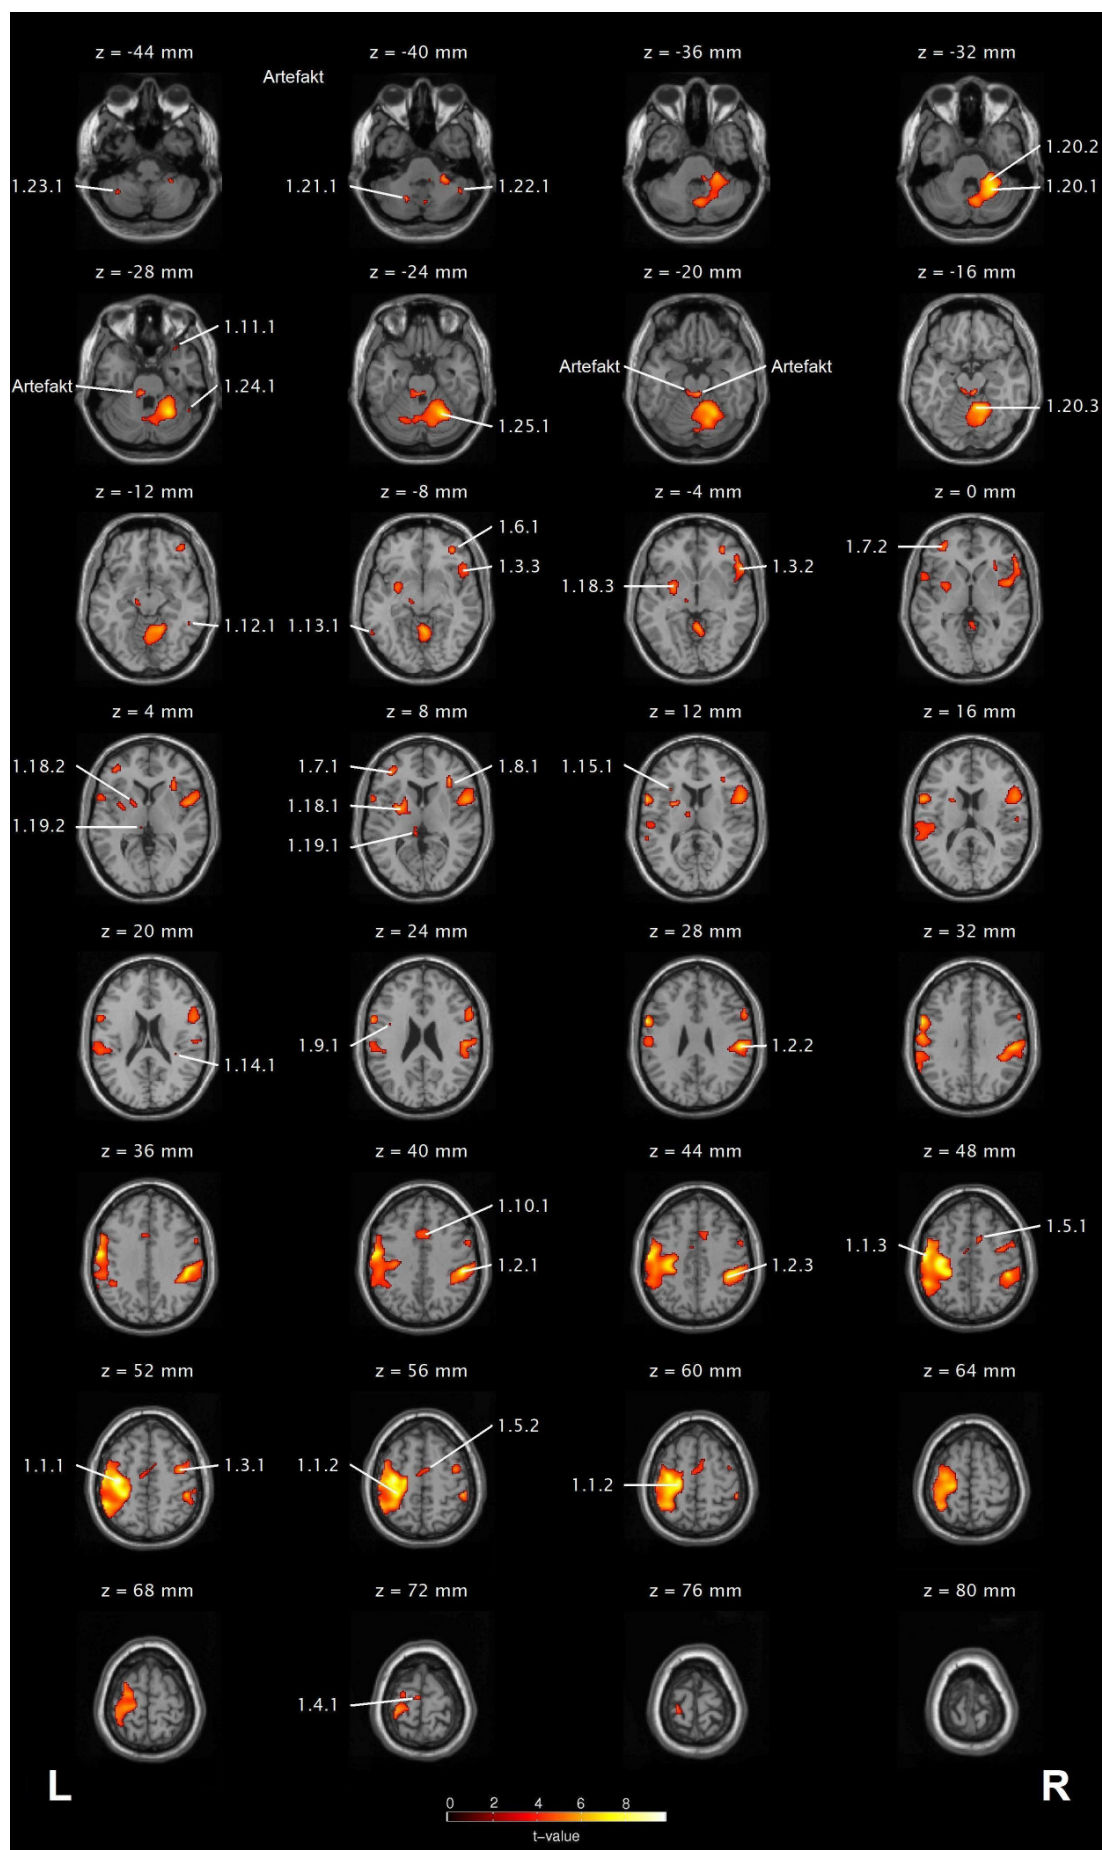 z = -44 mm
z = -40 mm
z = -36 mm
z = -32 mm
Artefakt
1.20.2
1.23.1
1.21.1
1.22.1
1.20.1
z = -28 mm
z = -24 mm
z = -20 mm
z = -16 mm
1.11.1
Artefakt
Artefakt
Artefakt
1.24.1
1.20.3
1.25.1
z = -12 mm
z = -8 mm
z = -4 mm
z = 0 mm
1.6.1
1.7.2
1.3.3
1.3.2
1.18.3
1.12.1
1.13.1
z = 4 mm
z = 8 mm
z = 12 mm
z = 16 mm
1.18.2
1.7.1
1.8.1
1.15.1
1.18.1
1.19.2
1.19.1
z = 20 mm
z = 24 mm
z = 28 mm
z = 32 mm
1.14.1
1.9.1
1.2.2
z = 36 mm
z = 40 mm
z = 44 mm
z = 48 mm
1.10.1
1.5.1
1.1.3
1.2.1
1.2.3
z = 52 mm
z = 56 mm
z = 60 mm
z = 64 mm
1.5.2
1.1.1
1.3.1
1.1.2
1.1.2
z = 68 mm
z = 72 mm
z = 76 mm
z = 80 mm
1.4.1
L
R
0 2 4 6 8
t-value